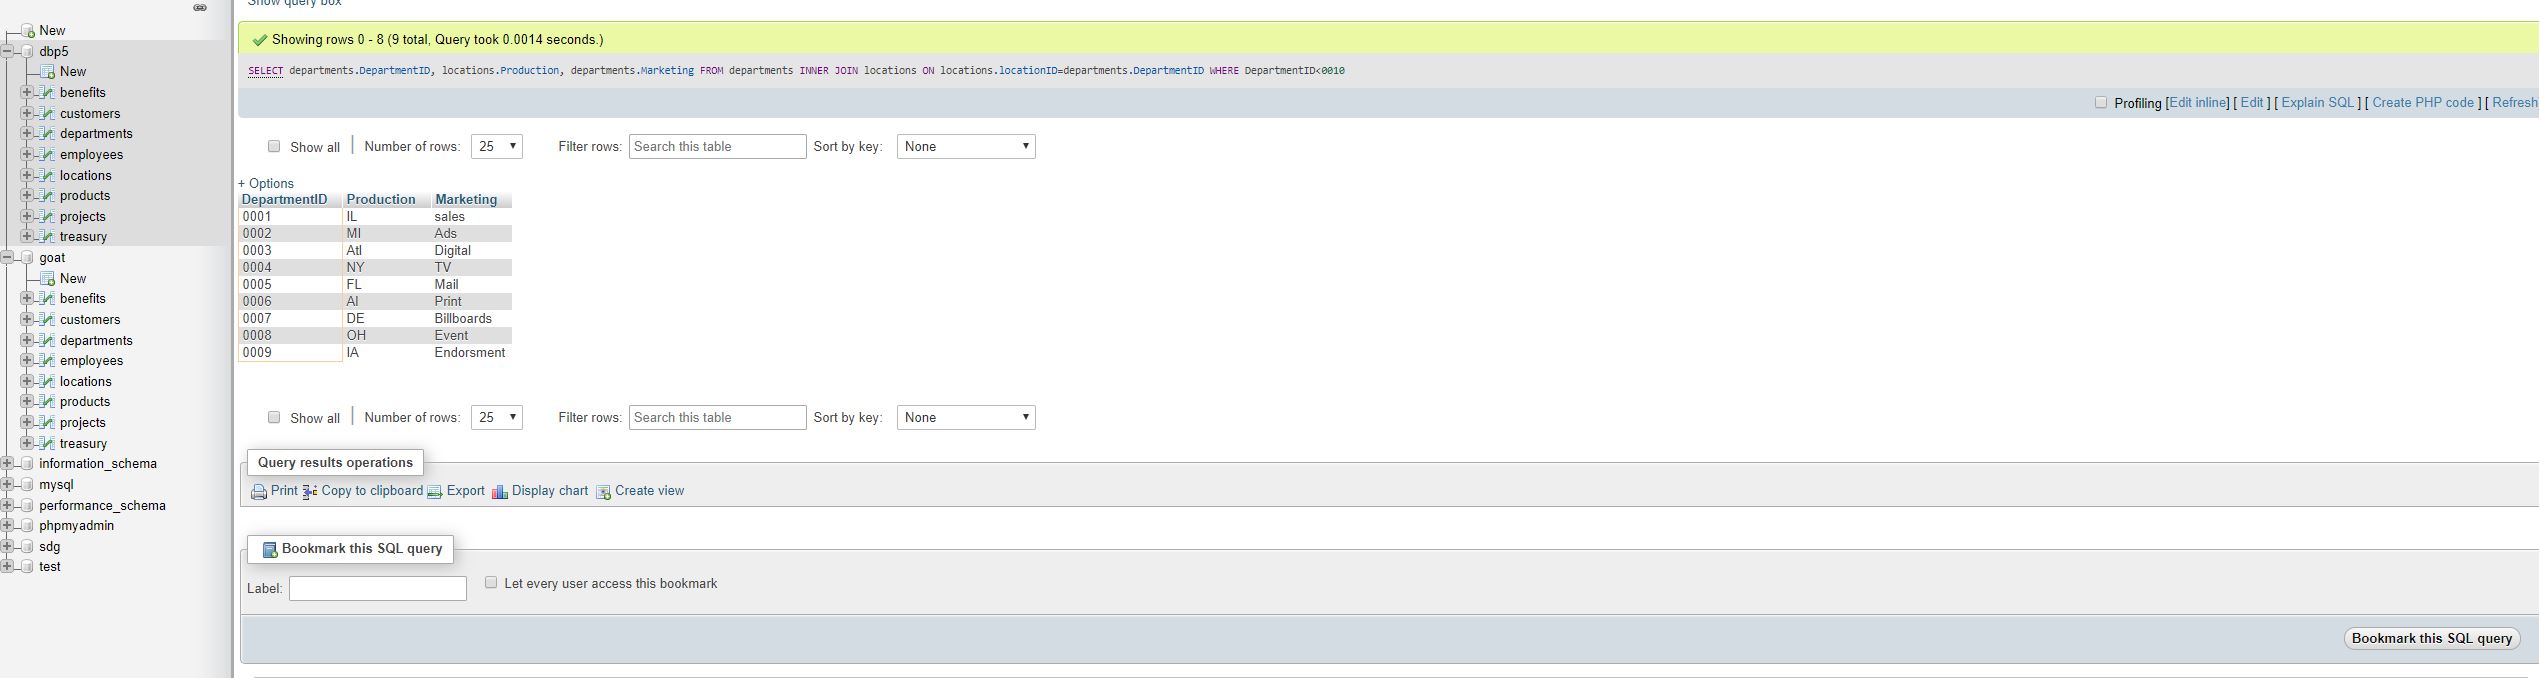 Show query box
New
dbp5
New
benefits
customers
departments
employees
locations
products
projects
treasury
goat
New
benefits
customers
departments
employees
locations
products
projects
treasury
information_schema
mysql
performance_schema
phpmyadmin
sdg
test
Showing rows 0 - 8 (9 total, Query took 0.0014 seconds.)
SELECT departments.DepartmentID, locations.Production, departments.Marketing FROM departments INNER JOIN locations ON locations.locationID=departments.DepartmentID WHERE DepartmentID<0010
Profiling [Edit inline] [ Edit ] [ Explain SQL ] [ Create PHP code ] [ Refresh
Show all | Number of rows: 25 Filter rows: Search this table Sort by key: None
+ Options
DepartmentID Production Marketing
0001 IL sales
0002 MI Ads
0003 Atl Digital
0004 NY TV
0005 FL Mail
0006 Al Print
0007 DE Billboards
0008 OH Event
0009 IA Endorsment
Show all | Number of rows: 25 Filter rows: Search this table Sort by key: None
Query results operations
Print Copy to clipboard Export Display chart Create view
Bookmark this SQL query
Label: Let every user access this bookmark
Bookmark this SQL query